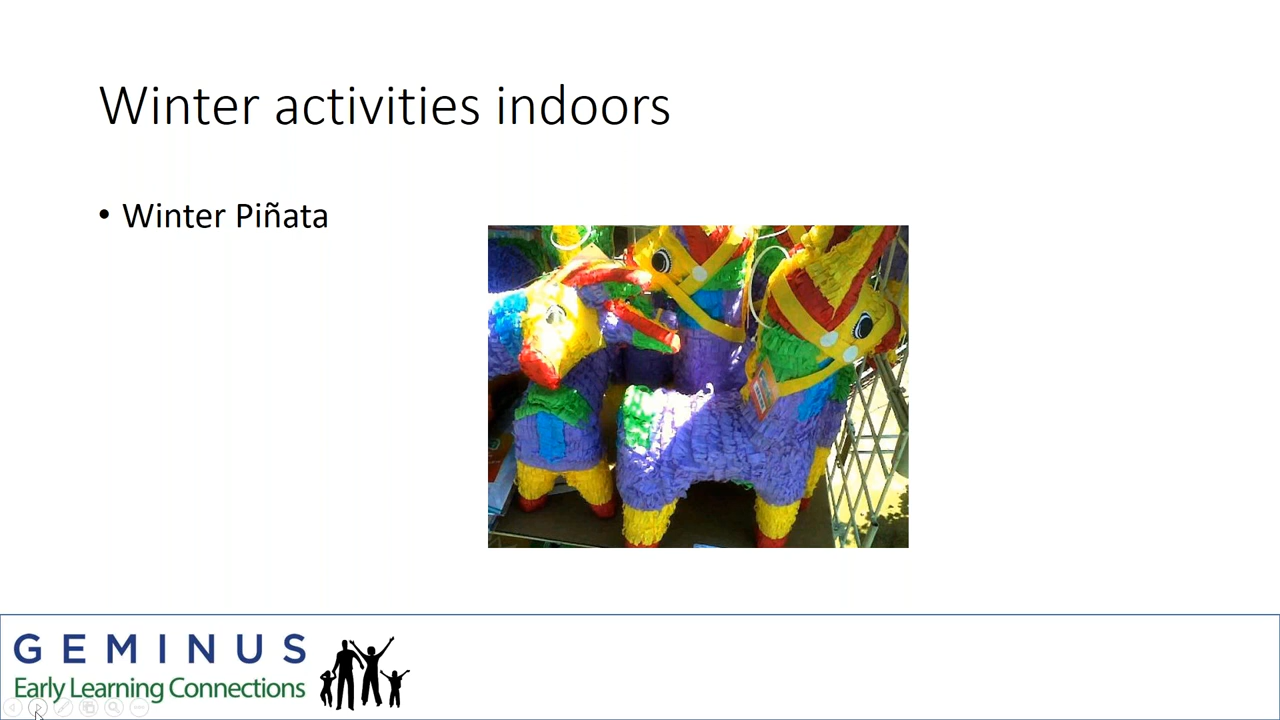 Winter activities indoors
• Winter Piñata
GEMINUS
Early Learning Connections